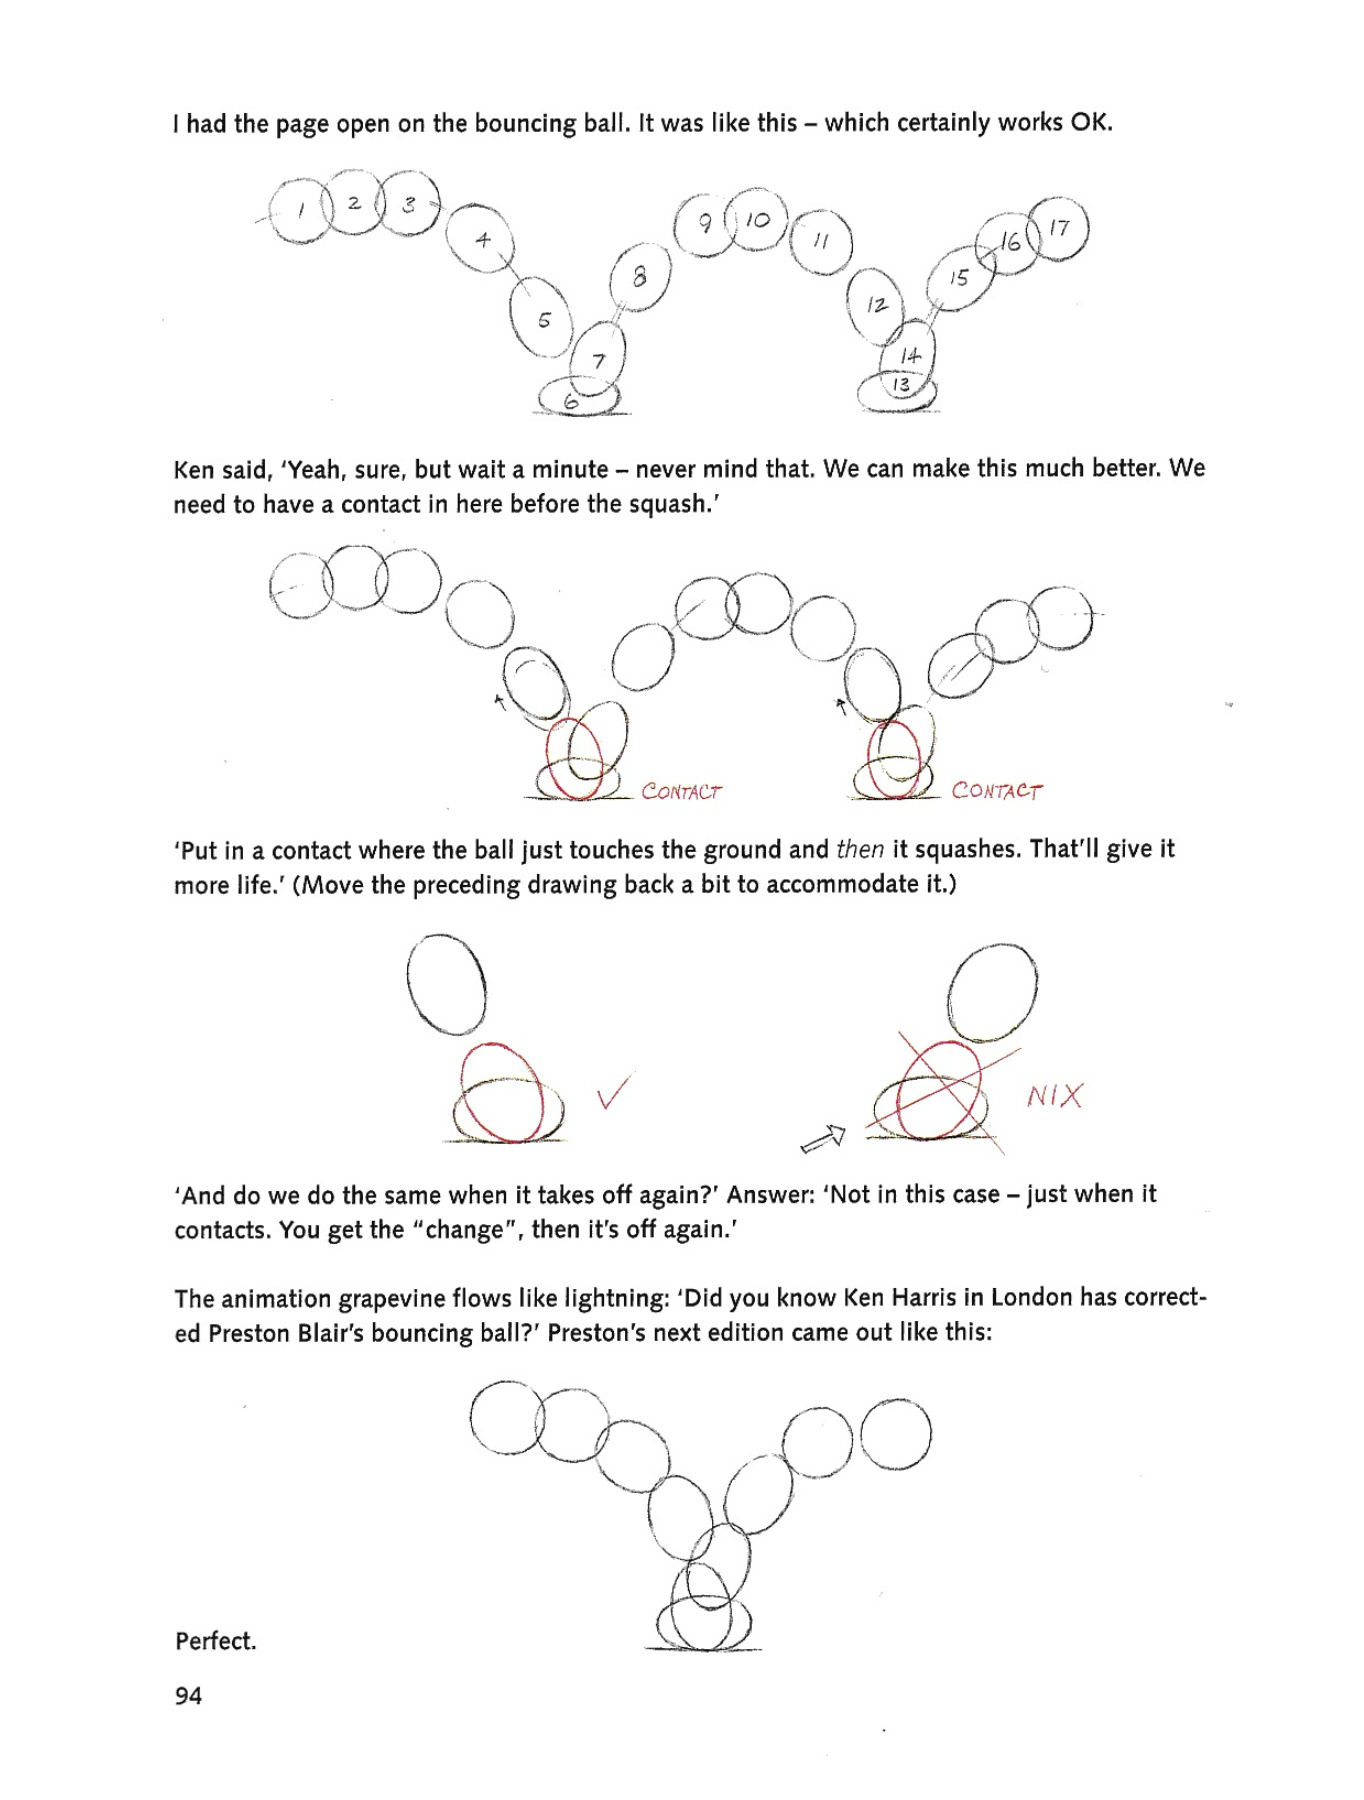 I had the page open on the bouncing ball. It was like this – which certainly works OK.
1 2 3 4 5 6 7 8 9 10 11 12 13 14 15 16 17
Ken said, ‘Yeah, sure, but wait a minute – never mind that. We can make this much better. We
need to have a contact in here before the squash.’
CONTACT CONTACT
‘Put in a contact where the ball just touches the ground and then it squashes. That’ll give it
more life.’ (Move the preceding drawing back a bit to accommodate it.)
NIX
‘And do we do the same when it takes off again?’ Answer: ‘Not in this case – just when it
contacts. You get the “change”, then it’s off again.’
The animation grapevine flows like lightning: ‘Did you know Ken Harris in London has correct-
ed Preston Blair’s bouncing ball?’ Preston’s next edition came out like this:
Perfect.
94